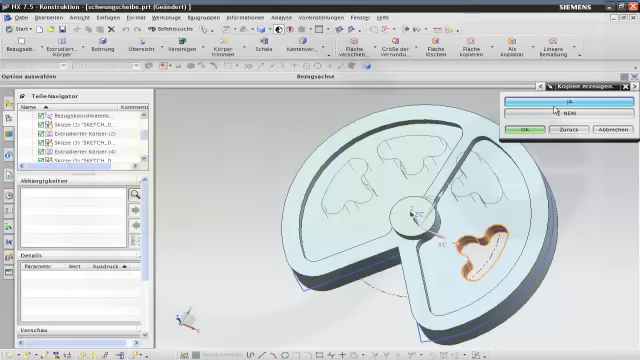 NX 7.5 - Konstruktion - [schwungscheibe.prt (Geändert)]
SIEMENS
Datei Bearbeiten Ansicht Einfügen Format Werkzeuge Baugruppen Informationen Analyse Voreinstellungen Fenster Hilfe
Start
Befehlssuche
Bezugseb...
Extrudierter Körper
Bohrung
Übersicht
Vereinigen
Körper trimmen
Schale
Fläche verschieb...
Größe der Verrundu...
Fläche löschen
Fläche kopieren
Als koplanar
Lineare Bemaßung
Option auswählen
Bezugsachse
Kopien erzeugen.
JA
NEIN
OK
Zurück
Abbrechen
Teile-Navigator
Name
Bezugskoordinatens...
Skizze (1) "SKETCH_0...
Extrudierter Körper (2)
Skizze (3) "SKETCH_0...
Extrudierter Körper (4)
Skizze (5) "SKETCH_0...
Abhängigkeiten
Details
Parameter
Wert
Ausdruck
Vorschau
ZC
XC